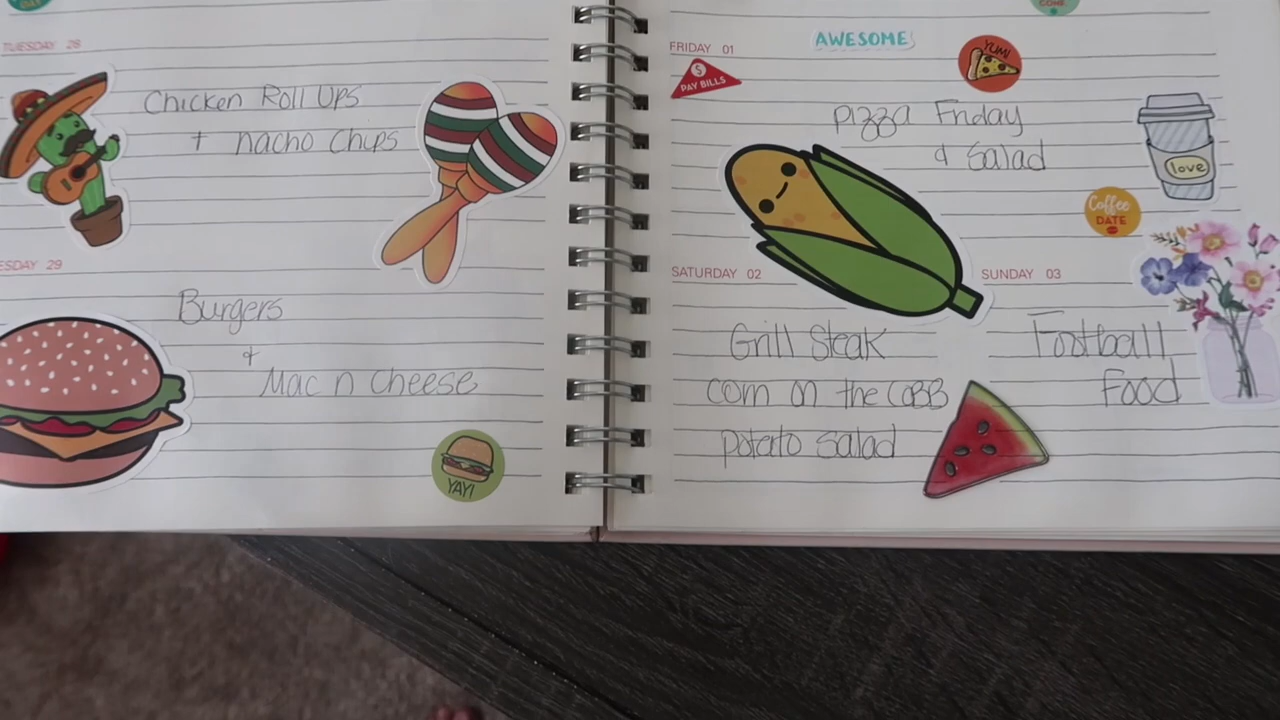 TUESDAY 28
Chicken Roll Ups
+ nacho Chips
ESDAY 29
Burgers
+
Mac n Cheese
YAY!
FRIDAY 01
AWESOME
YUM!
$
PAY BILLS
Pizza Friday
& Salad
love
Coffee
DATE
SATURDAY 02
Grill Steak
corn on the COBB
potato salad
SUNDAY 03
Football
Food